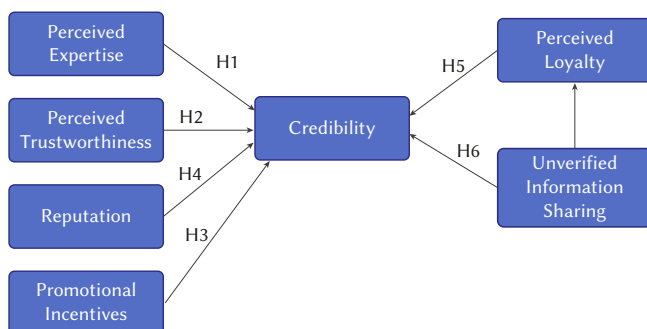 Perceived
Expertise
H1
Perceived
Trustworthiness
H2
Credibility
H4
Reputation
H3
Promotional
Incentives
Perceived
Loyalty
H5
H6
Unverified
Information
Sharing